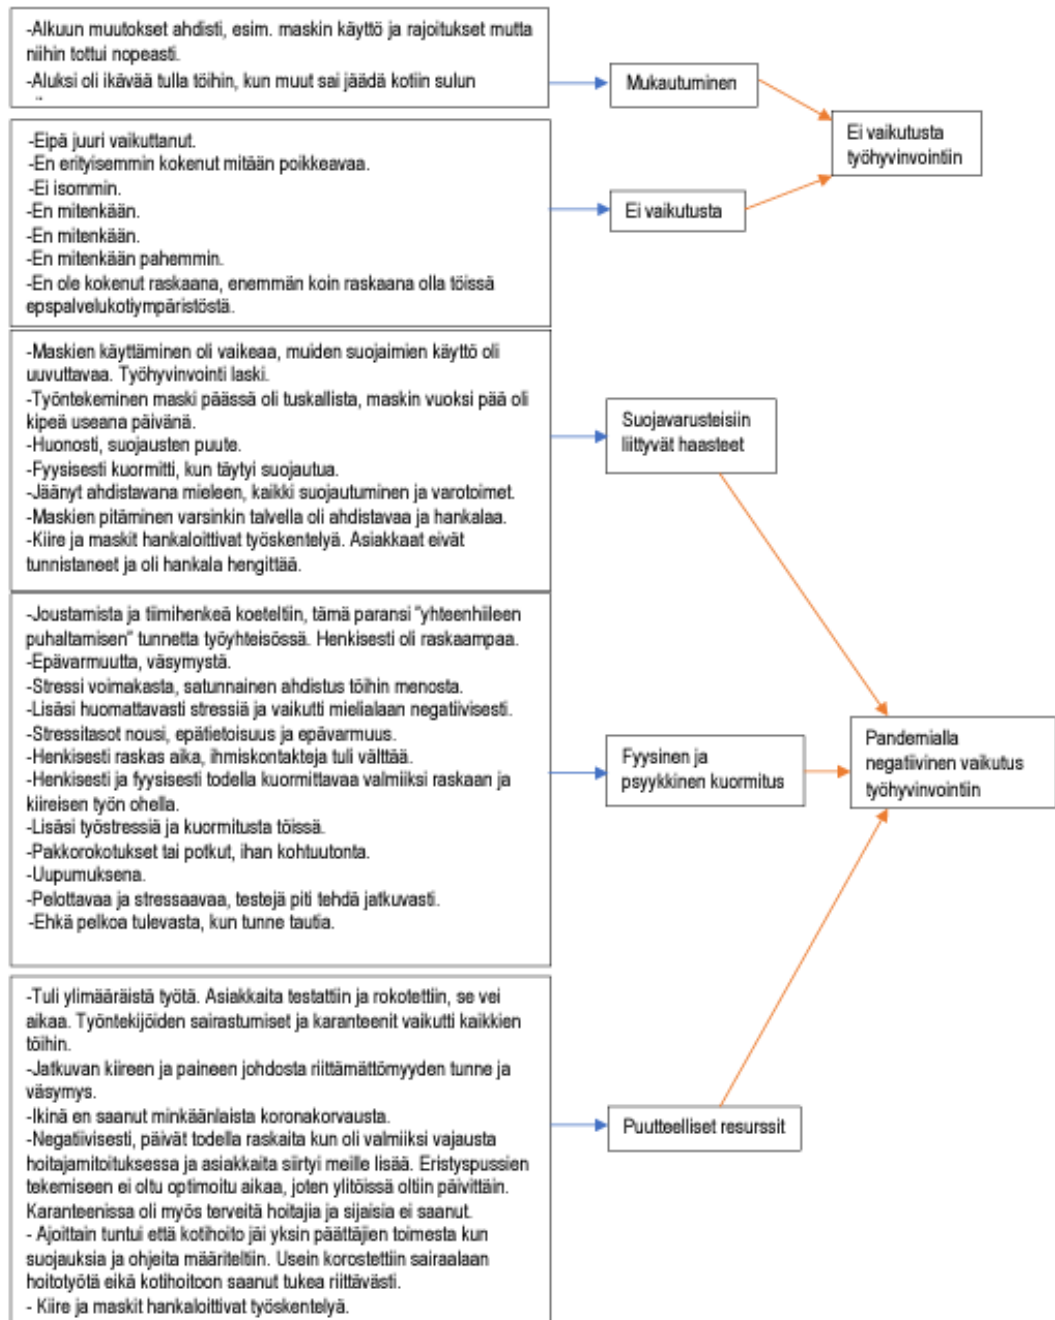 -Alkuun muutokset ahdisti, esim. maskin käyttö ja rajoitukset mutta
niihin tottui nopeasti.
-Aluksi oli ikävää tulla töihin, kun muut sai jäädä kotiin sulun
Mukautuminen
Ei vaikutusta
työhyvinvointiin
-Eipä juuri vaikuttanut.
-En erityisemmin kokenut mitään poikkeavaa.
-Ei isommin.
-En mitenkään.
-En mitenkään.
-En mitenkään pahemmin.
-En ole kokenut raskaana, enemmän koin raskaana olla töissä
epspalvelukotiympäristöstä.
Ei vaikutusta
-Maskien käyttäminen oli vaikeaa, muiden suojaimien käyttö oli
uuvuttavaa. Työhyvinvointi laski.
-Työntekeminen maski päässä oli tuskallista, maskin vuoksi pää oli
kipeä useana päivänä.
-Huonosti, suojausten puute.
-Fyysisesti kuormitti, kun täytyi suojautua.
-Jäänyt ahdistavana mieleen, kaikki suojautuminen ja varotoimet.
-Maskien pitäminen varsinkin talvella oli ahdistavaa ja hankalaa.
-Kiire ja maskit hankaloittivat työskentelyä. Asiakkaat eivät
tunnistaneet ja oli hankala hengittää.
Suojavarusteisiin
liittyvät haasteet
-Joustamista ja tiimihenkeä koeteltiin, tämä paransi "yhteenhiileen
puhaltamisen" tunnetta työyhteisössä. Henkisesti oli raskaampaa.
-Epävarmuutta, väsymystä.
-Stressi voimakasta, satunnainen ahdistus töihin menosta.
-Lisäsi huomattavasti stressiä ja vaikutti mielialaan negatiivisesti.
-Stressitasot nousi, epätietoisuus ja epävarmuus.
-Henkisesti raskas aika, ihmiskontakteja tuli välttää.
-Henkisesti ja fyysisesti todella kuormittavaa valmiiksi raskaan ja
kiireisen työn ohella.
-Lisäsi työstressiä ja kuormitusta töissä.
-Pakkorokotukset tai potkut, ihan kohtuutonta.
-Uupumuksena.
-Pelottavaa ja stressaavaa, testejä piti tehdä jatkuvasti.
-Ehkä pelkoa tulevasta, kun tunne tautia.
Fyysinen ja
psyykkinen kuormitus
Pandemialla
negatiivinen vaikutus
työhyvinvointiin
-Tuli ylimääräistä työtä. Asiakkaita testattiin ja rokotettiin, se vei
aikaa. Työntekijöiden sairastumiset ja karanteenit vaikutti kaikkien
töihin.
-Jatkuvan kiireen ja paineen johdosta riittämättömyyden tunne ja
väsymys.
-Ikinä en saanut minkäänlaista koronakorvausta.
-Negatiivisesti, päivät todella raskaita kun oli valmiiksi vajausta
hoitajamitoituksessa ja asiakkaita siirtyi meille lisää. Eristyspussien
tekemiseen ei oltu optimoitu aikaa, joten ylitöissä oltiin päivittäin.
Karanteenissa oli myös terveitä hoitajia ja sijaisia ei saanut.
- Ajoittain tuntui että kotihoito jäi yksin päättäjien toimesta kun
suojauksia ja ohjeita määriteltiin. Usein korostettiin sairaalaan
hoitotyötä eikä kotihoitoon saanut tukea riittävästi.
- Kiire ja maskit hankaloittivat työskentelyä.
Puutteelliset resurssit